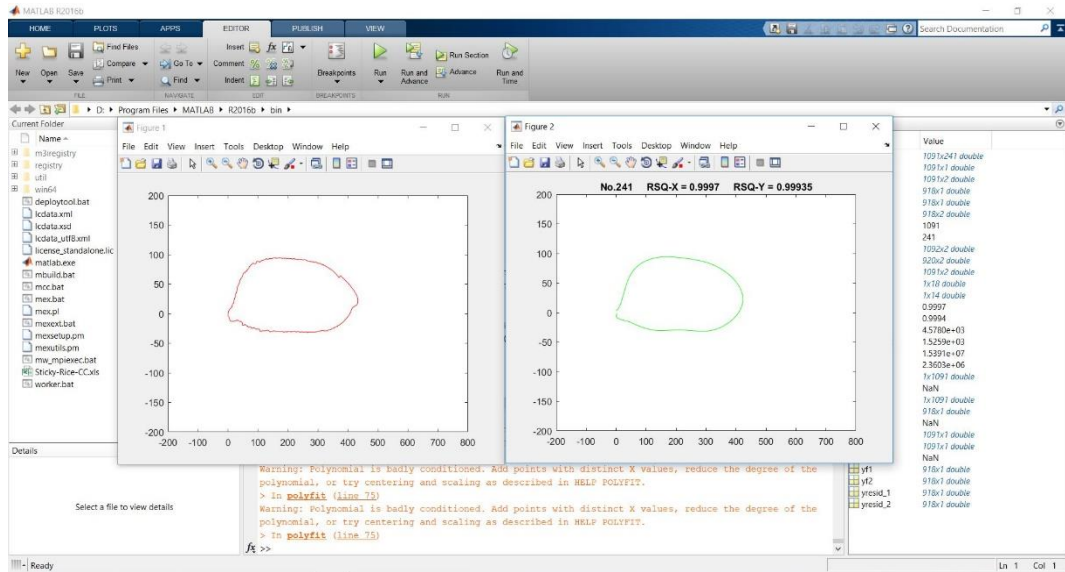 MATLAB R2016b
HOME PLOTS APPS EDITOR PUBLISH VIEW
Search Documentation
New Open Save Find Files Compare Print
Go To Find
Insert fx Comment Indent
Breakpoints Run Run and Advance Run Section Advance Run and Time
FILE NAVIGATE EDIT BREAKPOINTS RUN
D: Program Files MATLAB R2016b bin
Current Folder
Name
m3iregistry
registry
util
win64
deploytool.bat
lcdata.xml
lcdata.xsd
lcdata_utf8.xml
license_standalone.lic
matlab.exe
mbuild.bat
mcc.bat
mex.bat
mex.pl
mexext.bat
mexsetup.pm
mexutils.pm
mw_mpiexec.bat
Sticky-Rice-CC.xls
worker.bat
Details
Select a file to view details
Figure 1
File Edit View Insert Tools Desktop Window Help
200
150
100
50
0
-50
-100
-150
-200
-200 -100 0 100 200 300 400 500 600 700 800
Figure 2
File Edit View Insert Tools Desktop Window Help
No.241 RSQ-X = 0.9997 RSQ-Y = 0.99935
200
150
100
50
0
-50
-100
-150
-200
-200 -100 0 100 200 300 400 500 600 700 800
Warning: Polynomial is badly conditioned. Add points with distinct X values, reduce the degree of the
polynomial, or try centering and scaling as described in HELP POLYFIT.
> In polyfit (line 75)
Warning: Polynomial is badly conditioned. Add points with distinct X values, reduce the degree of the
polynomial, or try centering and scaling as described in HELP POLYFIT.
> In polyfit (line 75)
fx >>
Value
1091x241 double
1091x1 double
1091x2 double
918x1 double
918x1 double
918x2 double
1091
241
1092x2 double
920x2 double
1091x2 double
1x18 double
1x14 double
0.9997
0.9994
4.5780e+03
1.5259e+03
1.5391e+07
2.3603e+06
1x1091 double
NaN
1x1091 double
918x1 double
NaN
1091x1 double
1091x1 double
NaN
yf1 918x1 double
yf2 918x1 double
yresid_1 918x1 double
yresid_2 918x1 double
Ready
Ln 1 Col 1